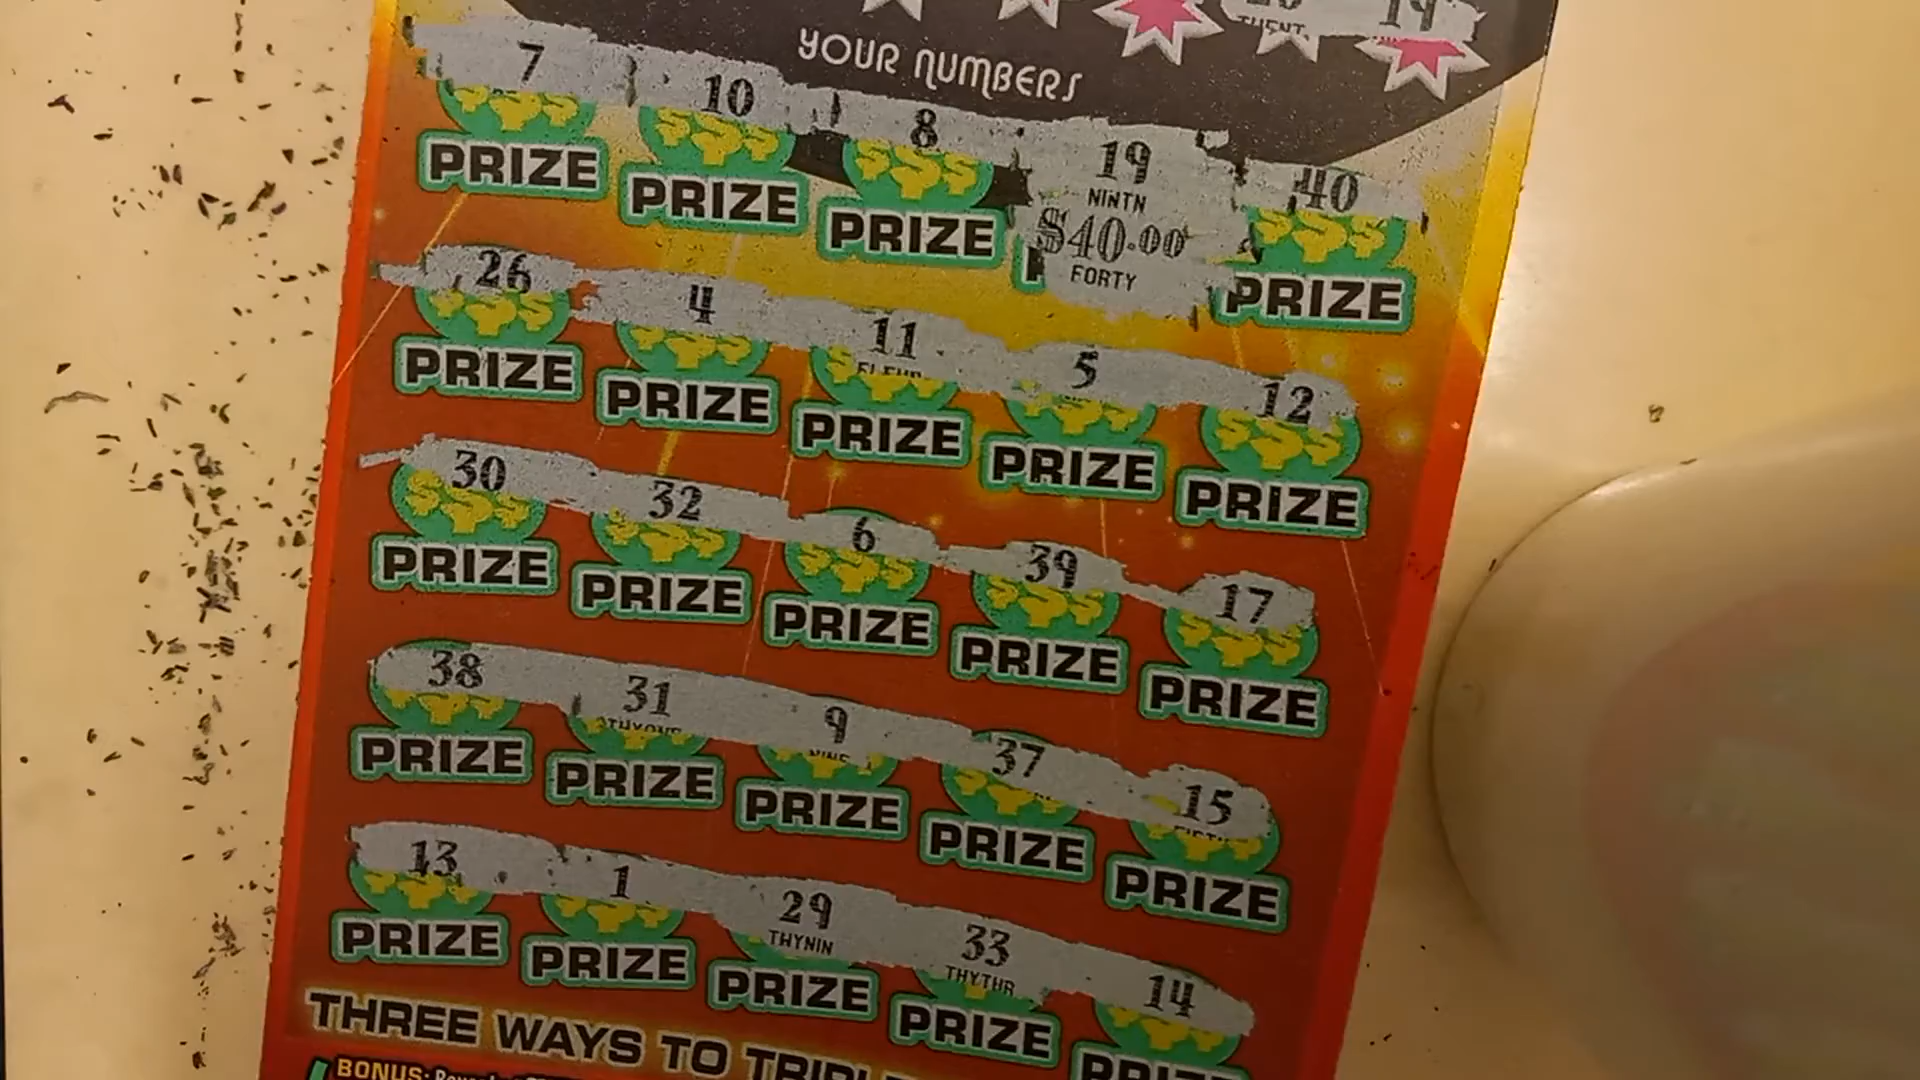 19
YOUR NUMBERS
7 10 8 19 40
NINTN
$40.00
FORTY
PRIZE PRIZE PRIZE PRIZE
26 4 11 5 12
PRIZE PRIZE PRIZE PRIZE PRIZE
30 32 6 39 17
PRIZE PRIZE PRIZE PRIZE PRIZE
38 31 9 37 15
PRIZE PRIZE PRIZE PRIZE PRIZE
13 1 29 33 14
THYNIN THYTHR
PRIZE PRIZE PRIZE PRIZE PRIZE
THREE WAYS TO
BONUS: